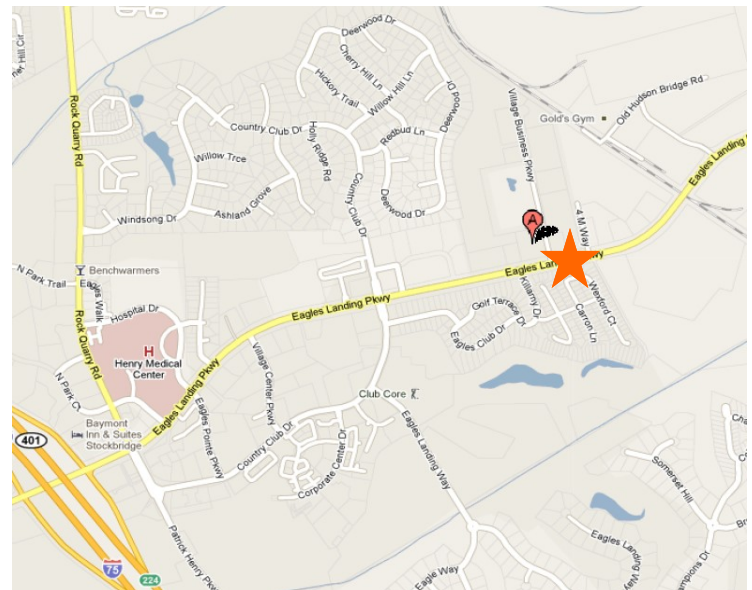 Deerwood Dr
Cherry Hill Ln
Willow Hill Ln
Hickory Trail
Deerwood Dr
Rock Quarry Rd
Country Club Dr
Holly Ridge Rd
Redbud Ln
Village Business Pkwy
Gold's Gym
Old Hudson Bridge Rd
Eagles Landing
Willow Trce
Ashland Grove
Country Club Dr
Deerwood Dr
Windsong Dr
A
4 M Way
N Park Trail
Benchwarmers
Eagles Walk
Eagles Landing Pkwy
Hospital Dr
Killarny Dr
Golf Terrace Dr
Wexford Ct
Carron Ln
Eagles Landing Pkwy
Eagles Club Dr
H
Henry Medical
Center
Rock Quarry Rd
N Park Ct
Village Center Pkwy
Eagles Landing Pkwy
Club Core
Eagles Pointe Pkwy
Baymont
Inn & Suites
Stockbridge
401
Country Club Dr
Corporate Center Dr
Eagles Landing Way
Somerset Hill
Patrick Henry Pkwy
75
224
Eagle Way
Eagles Landing